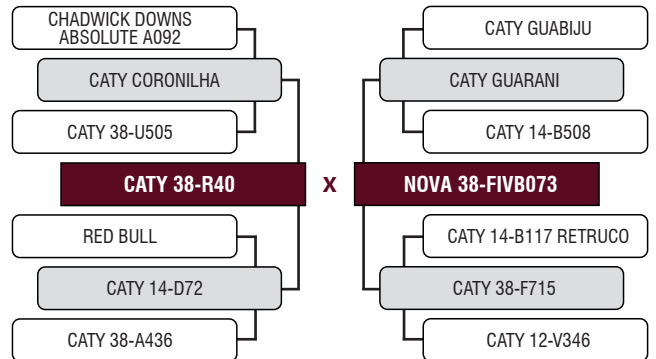 CHADWICK DOWNS
ABSOLUTE A092
CATY GUABIJU
CATY CORONILHA
CATY GUARANI
CATY 38-U505
CATY 14-B508
CATY 38-R40
X
NOVA 38-FIVB073
RED BULL
CATY 14-B117 RETRUCO
CATY 14-D72
CATY 38-F715
CATY 38-A436
CATY 12-V346